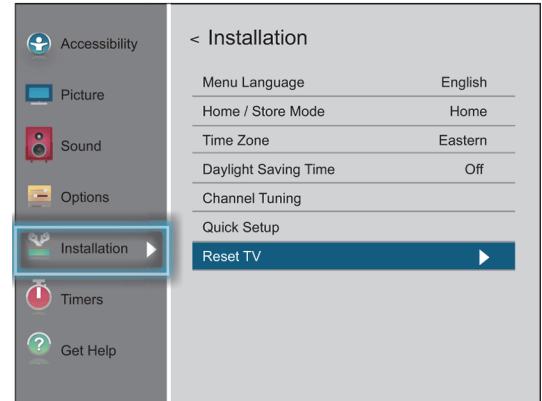 Accessibility
Picture
Sound
Options
Installation
Timers
Get Help
< Installation
Menu Language English
Home / Store Mode Home
Time Zone Eastern
Daylight Saving Time Off
Channel Tuning
Quick Setup
Reset TV